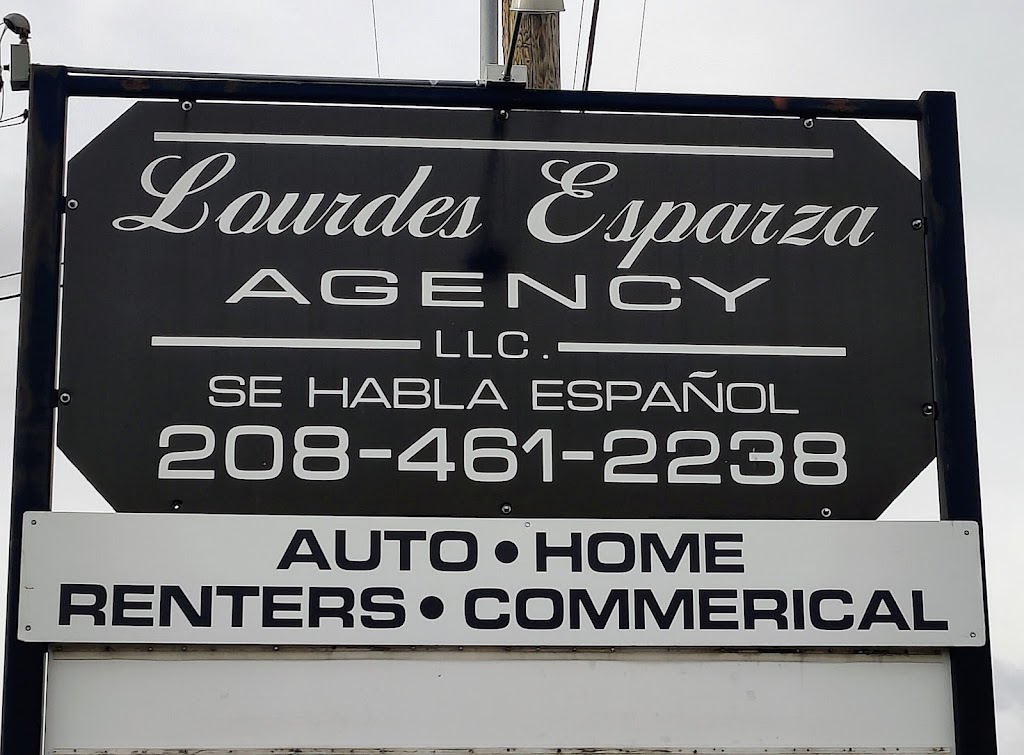 Lourdes Esparza
AGENCY
LLC.
SE HABLA ESPAÑOL
208-461-2238
AUTO • HOME
RENTERS • COMMERICAL